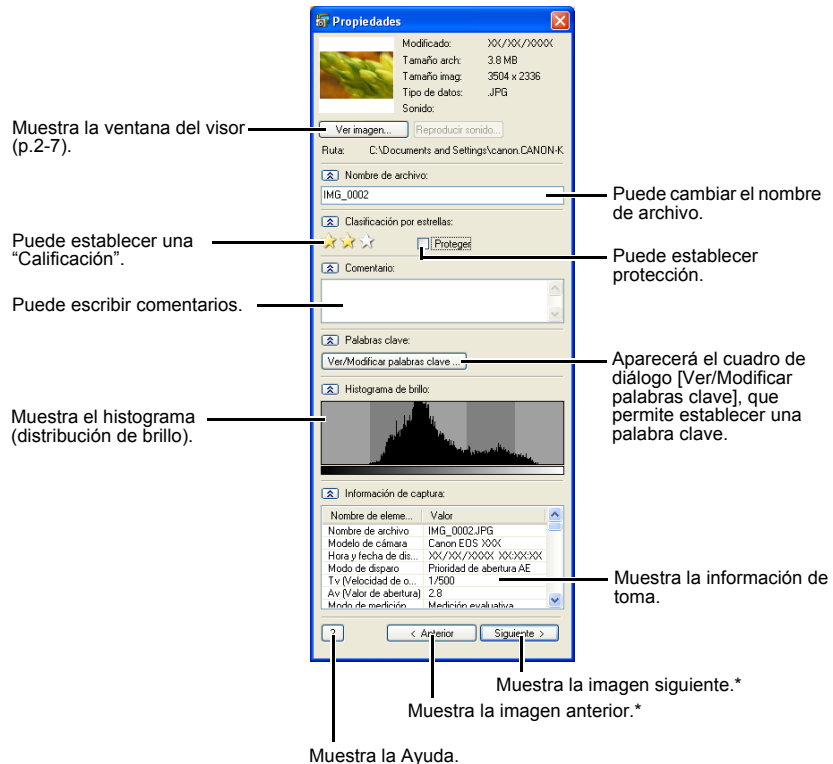 Propiedades
Modificado: XX/XX/XXXX
Tamaño arch: 3.8 MB
Tamaño imag: 3504 x 2336
Tipo de datos: .JPG
Sonido:
Muestra la ventana del visor
(p.2-7).
Ver imagen...
Reproducir sonido...
Ruta: C:\Documents and Settings\canon.CANON-K
Nombre de archivo:
IMG_0002
Puede cambiar el nombre
de archivo.
Clasificación por estrellas:
Proteger
Puede establecer una
“Calificación”.
Puede establecer
protección.
Comentario:
Puede escribir comentarios.
Palabras clave:
Ver/Modificar palabras clave ...
Aparecerá el cuadro de
diálogo [Ver/Modificar
palabras clave], que
permite establecer una
palabra clave.
Histograma de brillo:
Muestra el histograma
(distribución de brillo).
Información de captura:
Nombre de eleme... Valor
Nombre de archivo IMG_0002.JPG
Modelo de cámara Canon EOS XXX
Hora y fecha de dis... XX/XX/XXXX XX:XX:XX
Modo de disparo Prioridad de abertura AE
Tv (Velocidad de o... 1/500
Av (Valor de abertura) 2.8
Modo de medición Medición evaluativa
Muestra la información de
toma.
?
< Anterior
Siguiente >
Muestra la imagen siguiente.*
Muestra la imagen anterior.*
Muestra la Ayuda.